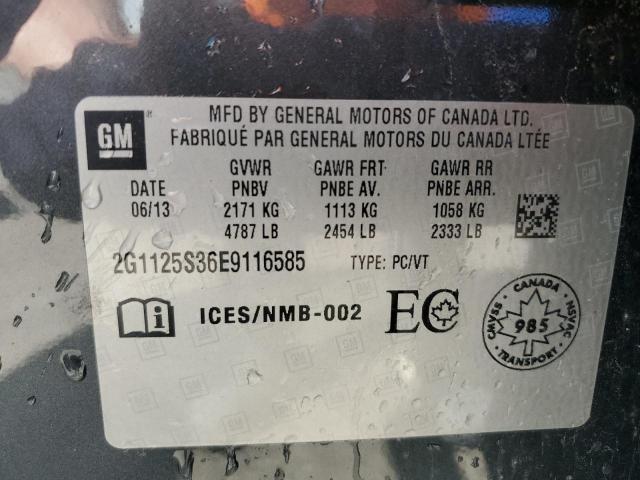 GM
MFD BY GENERAL MOTORS OF CANADA LTD.
FABRIQUÉ PAR GENERAL MOTORS DU CANADA LTÉE
GVWR GAWR FRT GAWR RR
DATE PNBV PNBE AV. PNBE ARR.
06/13 2171 KG 1113 KG 1058 KG
4787 LB 2454 LB 2333 LB
2G1125S36E9116585 TYPE: PC/VT
i ICES/NMB-002 EC
CANADA
CMVSS 985 NSVAC
TRANSPORT